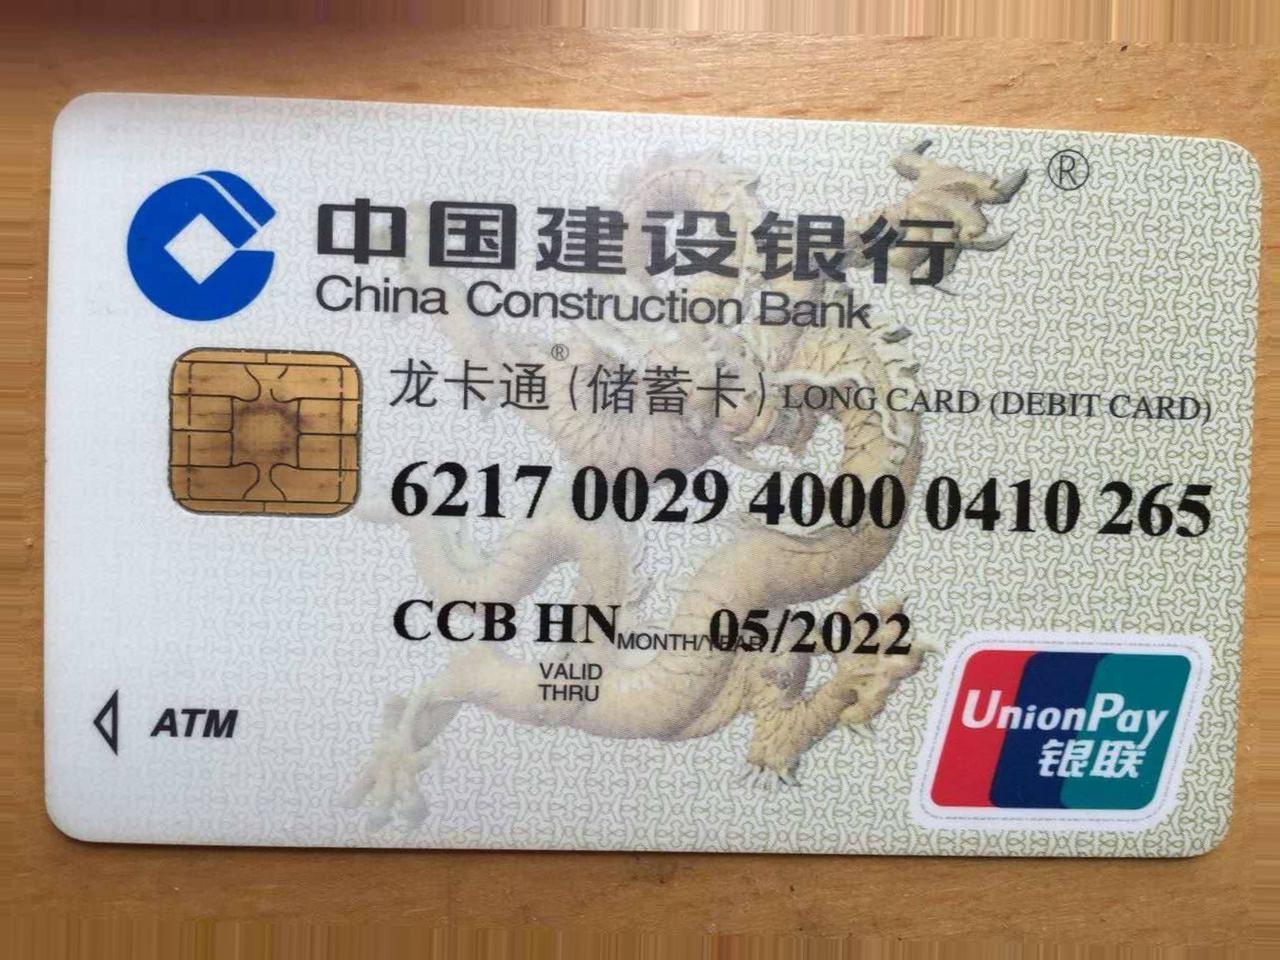 ®
中国建设银行
China Construction Bank
龙卡通®(储蓄卡) LONG CARD (DEBIT CARD)
6217 0029 4000 0410 265
CCB HN MONTH/YEAR 05/2022
VALID
THRU
ATM
UnionPay
银联